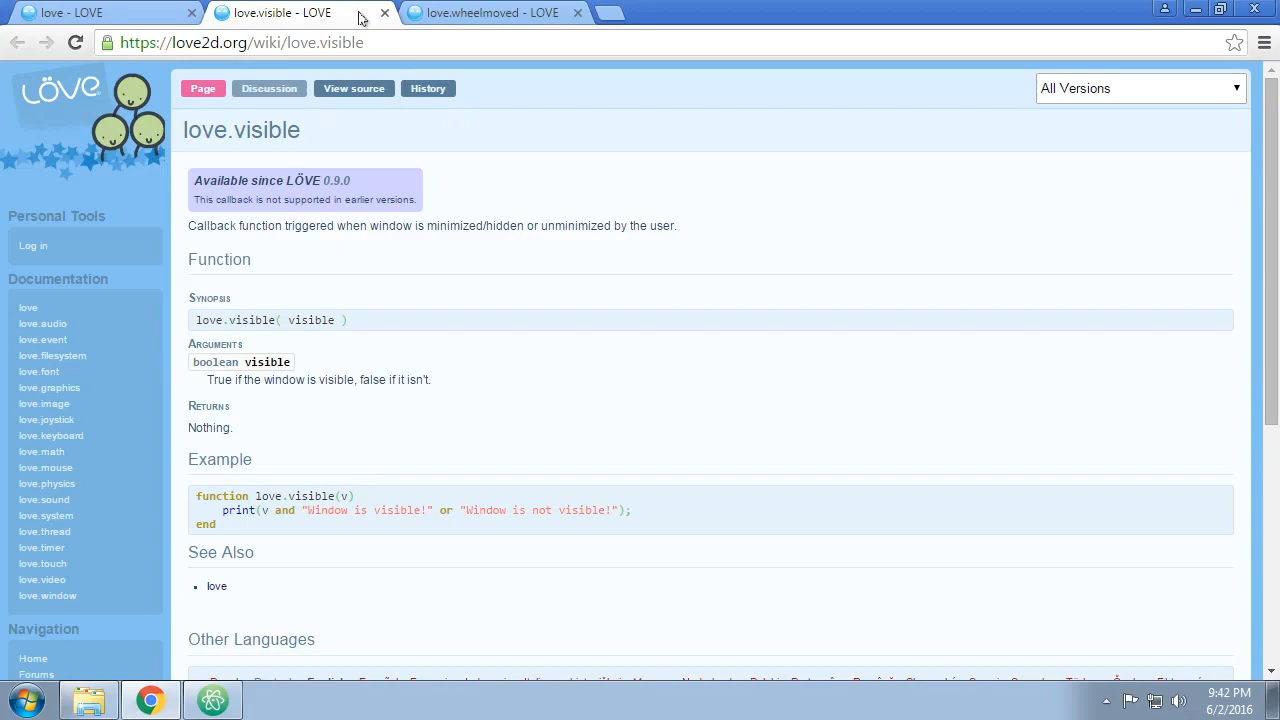 love - LOVE
love.visible - LOVE
love.wheelmoved - LOVE
https://love2d.org/wiki/love.visible
LÖVE
Page
Discussion
View source
History
All Versions
love.visible
Available since LÖVE 0.9.0
This callback is not supported in earlier versions.
Callback function triggered when window is minimized/hidden or unminimized by the user.
Function
Synopsis
love.visible( visible )
Arguments
boolean visible
True if the window is visible, false if it isn't.
Returns
Nothing.
Example
function love.visible(v)
print(v and "Window is visible!" or "Window is not visible!");
end
See Also
love
Other Languages
Personal Tools
Log in
Documentation
love
love.audio
love.event
love.filesystem
love.font
love.graphics
love.image
love.joystick
love.keyboard
love.math
love.mouse
love.physics
love.sound
love.system
love.thread
love.timer
love.touch
love.video
love.window
Navigation
Home
Forums
9:42 PM
6/2/2016